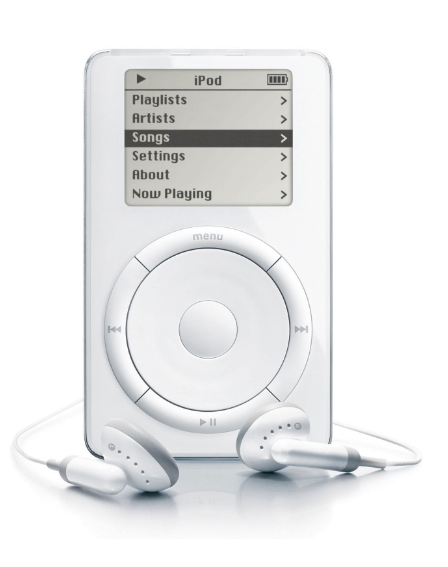 iPod
Playlists >
Artists >
Songs >
Settings >
About >
Now Playing >
menu